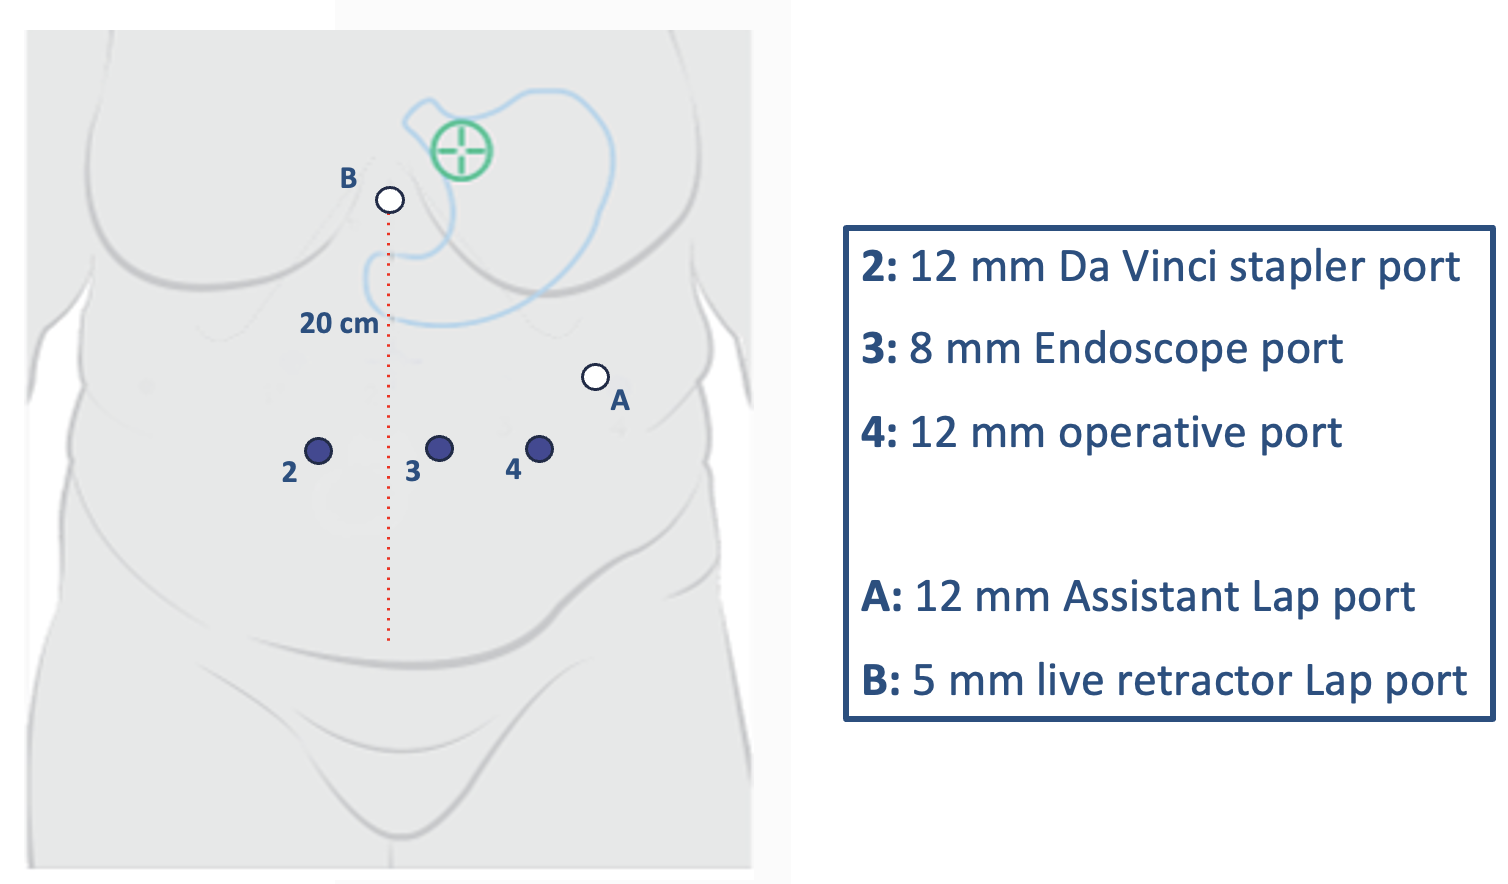 B
20 cm
A
2
3
4
2: 12 mm Da Vinci stapler port
3: 8 mm Endoscope port
4: 12 mm operative port
A: 12 mm Assistant Lap port
B: 5 mm live retractor Lap port